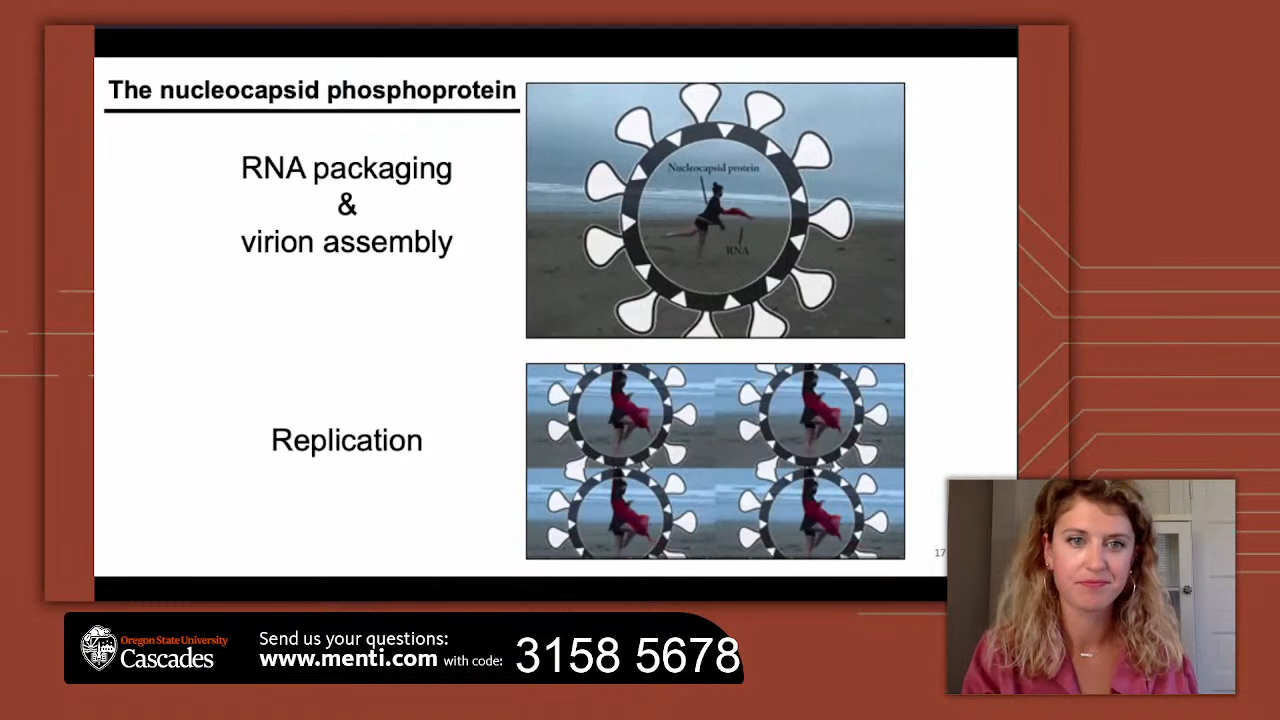 The nucleocapsid phosphoprotein
RNA packaging
&
virion assembly
Nucleocapsid protein
RNA
Replication
17
Oregon State University
Cascades
Send us your questions:
www.menti.com with code:
3158 5678